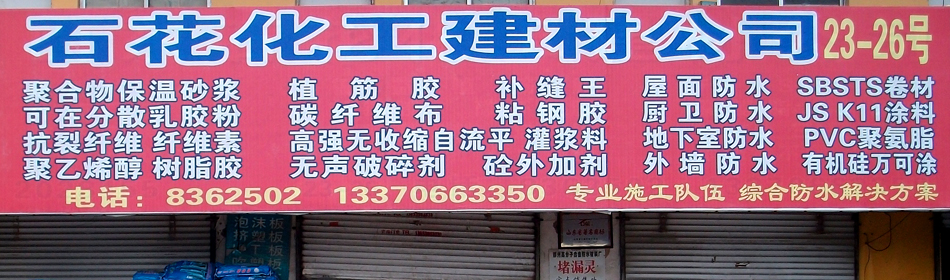 石花化工建材公司 23-26号
聚合物保温砂浆 植筋胶 补缝王 屋面防水 SBSTS卷材
可在分散乳胶粉 碳纤维布 粘钢胶 厨卫防水 JS K11涂料
抗裂纤维 纤维素 高强无收缩自流平 灌浆料 地下室防水 PVC聚氨脂
聚乙烯醇 树脂胶 无声破碎剂 砼外加剂 外墙防水 有机硅万可涂
电话：8362502 13370663350 专业施工队伍 综合防水解决方案
堵漏灵